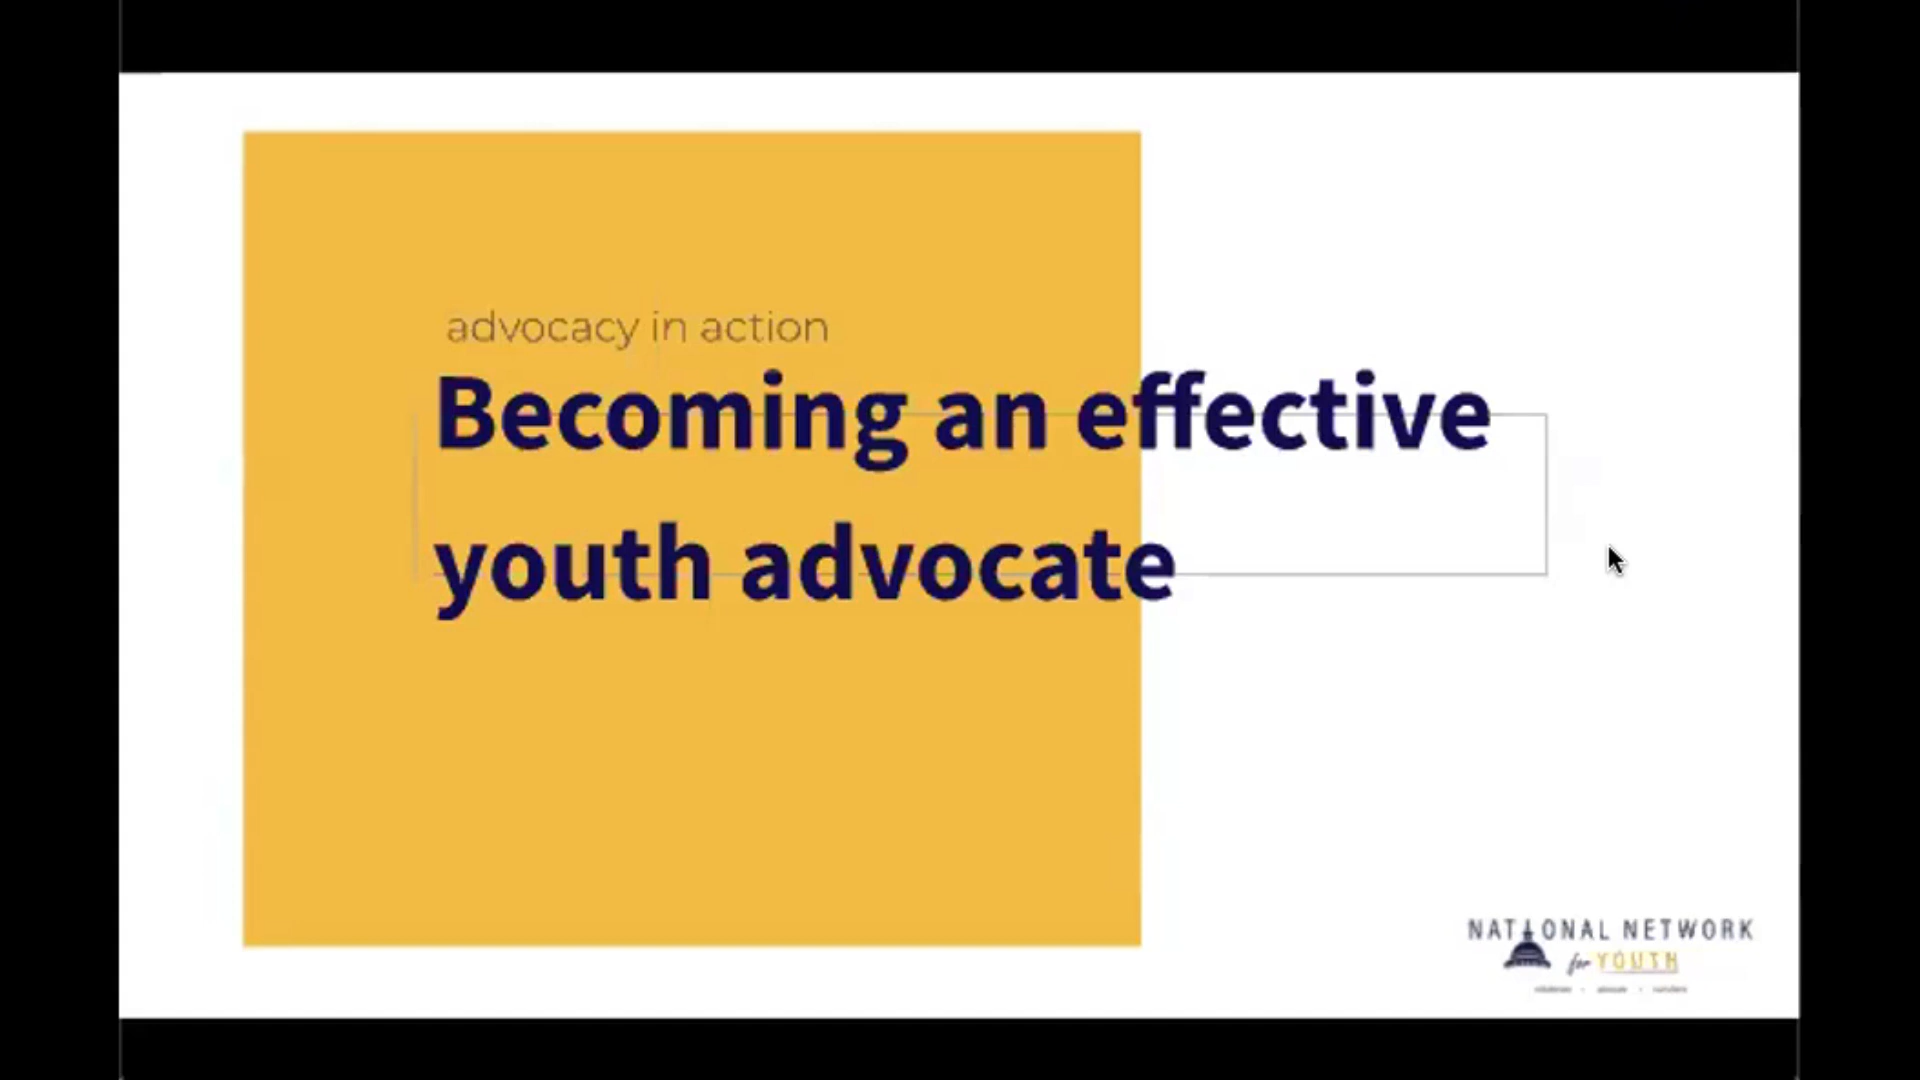 advocacy in action
Becoming an effective
youth advocate
NATIONAL NETWORK
for YOUTH